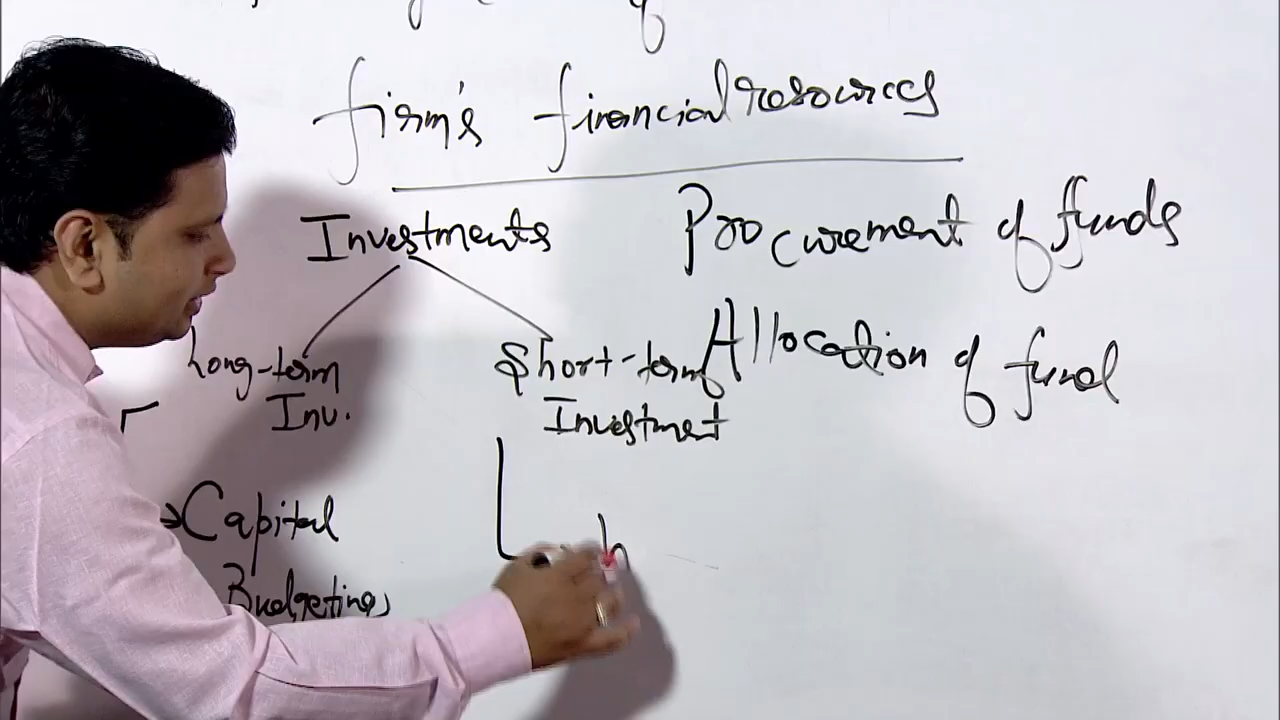 firm's financial resources
Investments
Procurement of funds
Long-term
Inv.
Short-term
Investment
Allocation of fund
Capital
Budgeting